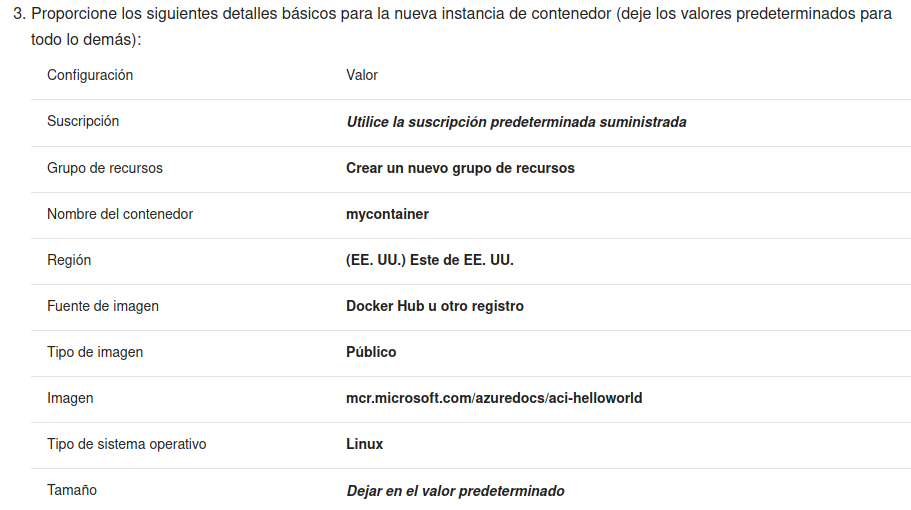 3. Proporcione los siguientes detalles básicos para la nueva instancia de contenedor (deje los valores predeterminados para
todo lo demás):
Configuración Valor
Suscripción Utilice la suscripción predeterminada suministrada
Grupo de recursos Crear un nuevo grupo de recursos
Nombre del contenedor mycontainer
Región (EE. UU.) Este de EE. UU.
Fuente de imagen Docker Hub u otro registro
Tipo de imagen Público
Imagen mcr.microsoft.com/azuredocs/aci-helloworld
Tipo de sistema operativo Linux
Tamaño Dejar en el valor predeterminado